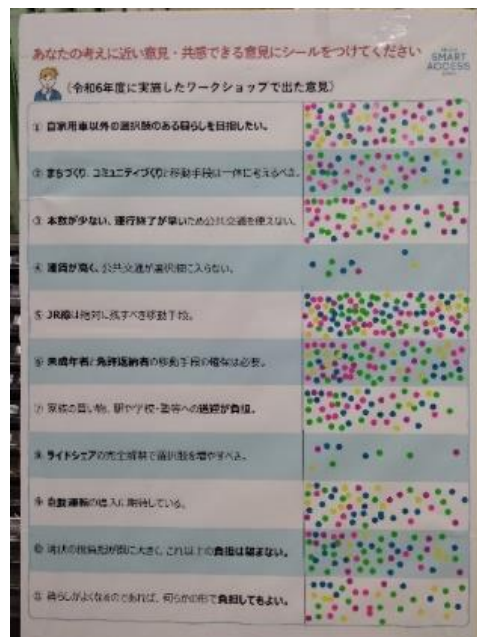 あなたの考えに近い意見・共感できる意見にシールをつけてください
SMART
ACCESS
(令和6年度に実施したワークショップで出た意見)
① 自家用車以外の選択肢のある暮らしを目指したい。
② まちづくり、コミュニティづくりと移動手段は一体に考えるべき。
③ 本数が少ない、運行終了が早いため公共交通を使えない。
④ 運賃が高く、公共交通が選択肢に入らない。
⑤ JR線は絶対に残すべき移動手段。
⑥ 未成年者と免許返納者の移動手段の確保は必要。
⑦ 家族の買い物、駅や学校・塾等への送迎が負担。
⑧ ライドシェアの完全解禁で選択肢を増やすべき。
⑨ 自動運転の導入に期待している。
⑩ 現状の税負担が既に大きく、これ以上の負担は望まない。
⑪ 暮らしがよくなるのであれば、何らかの形で負担してもよい。